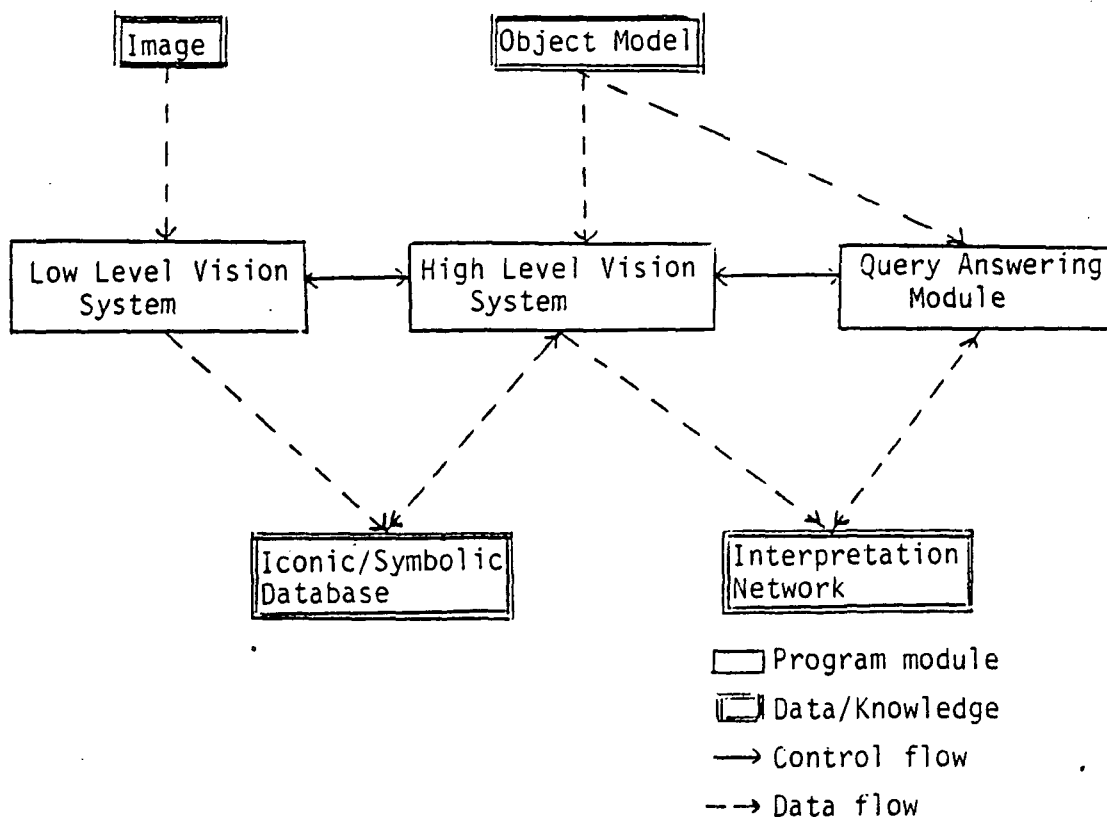 Image
Object Model
Low Level Vision
System
High Level Vision
System
Query Answering
Module
Iconic/Symbolic
Database
Interpretation
Network
Program module
Data/Knowledge
Control flow
Data flow